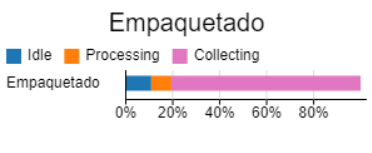 Empaquetado
Idle Processing Collecting
Empaquetado
0% 20% 40% 60% 80%